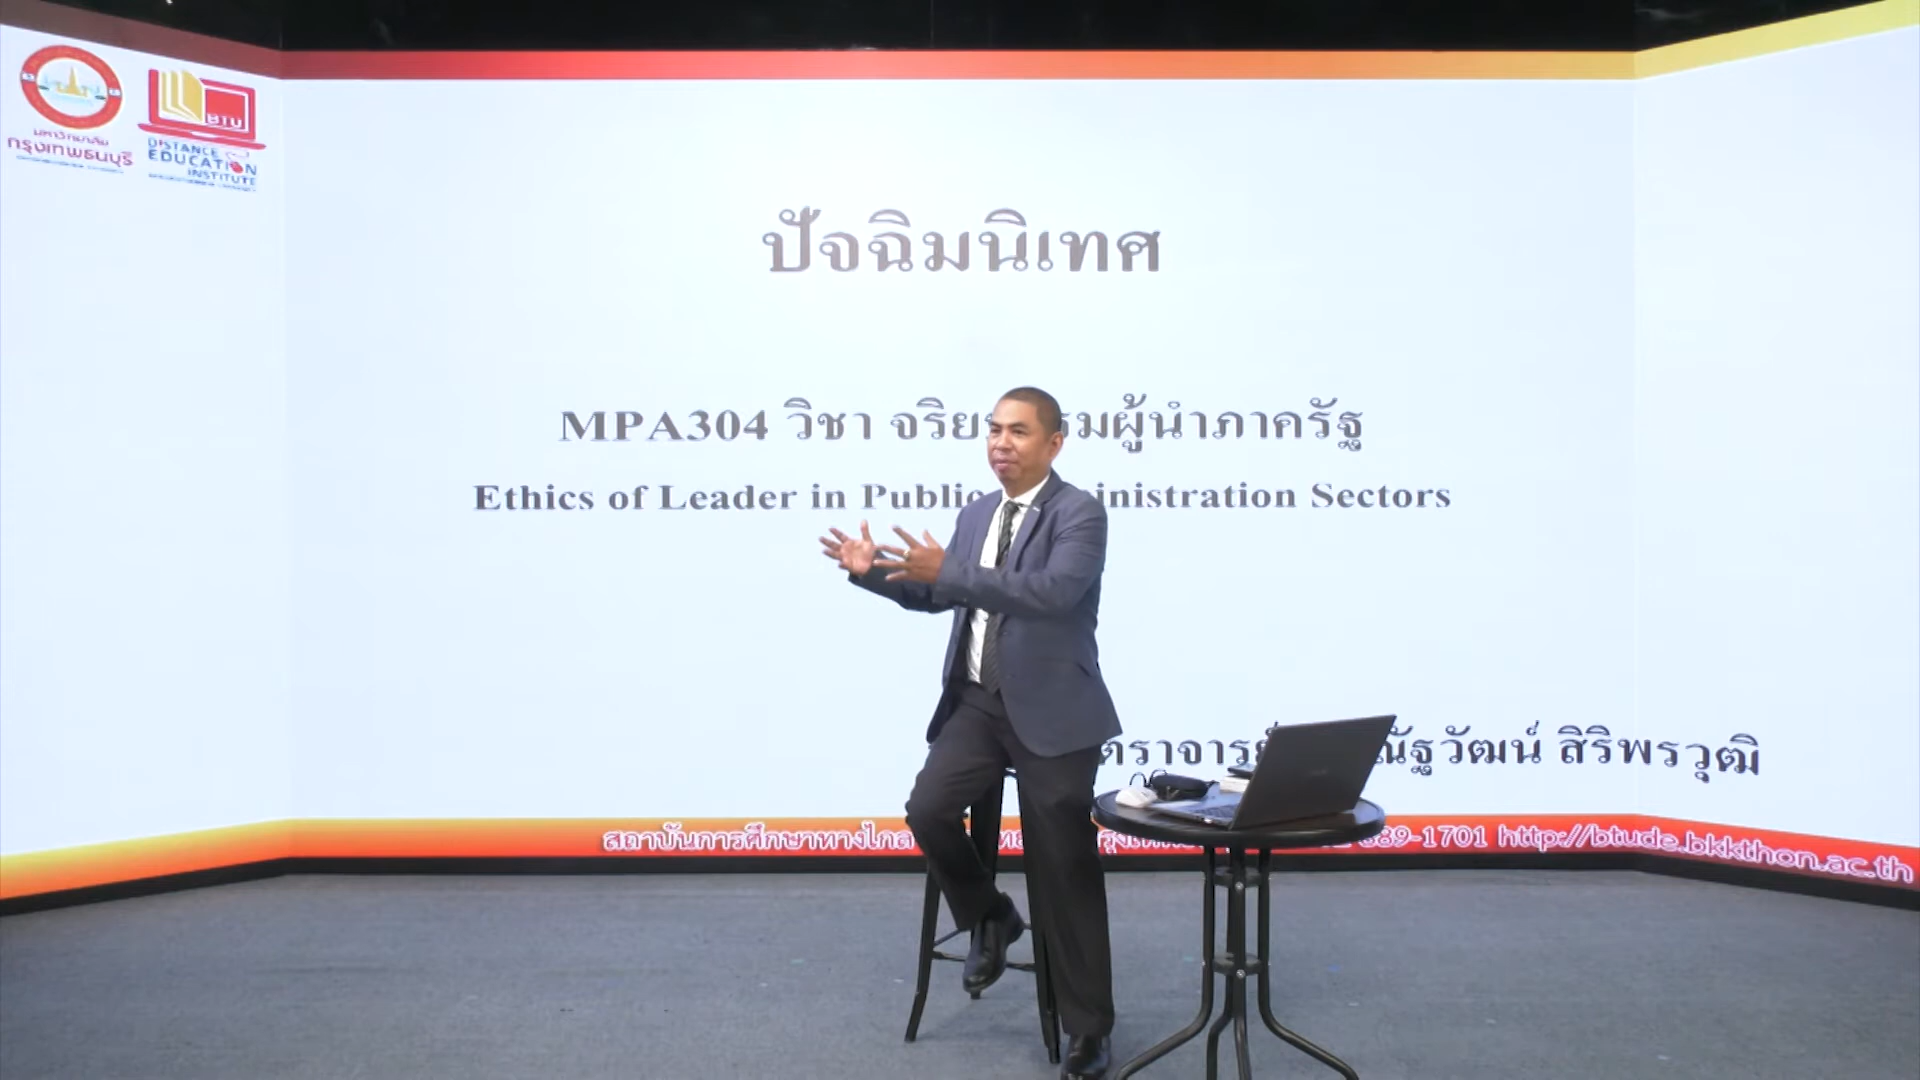 มหาวิทยาลัย
กรุงเทพธนบุรี
BTU
DISTANCE
EDUCATION
INSTITUTE
ปัจฉิมนิเทศ
MPA304 วิชา จริย รมผู้นำภาครัฐ
Ethics of Leader in Public inistration Sectors
ตราจารย์ ณัฐวัฒน์ สิริพรวุฒิ
สถาบันการศึกษาทางไกล 889-1701 http://btude.bkkthon.ac.th